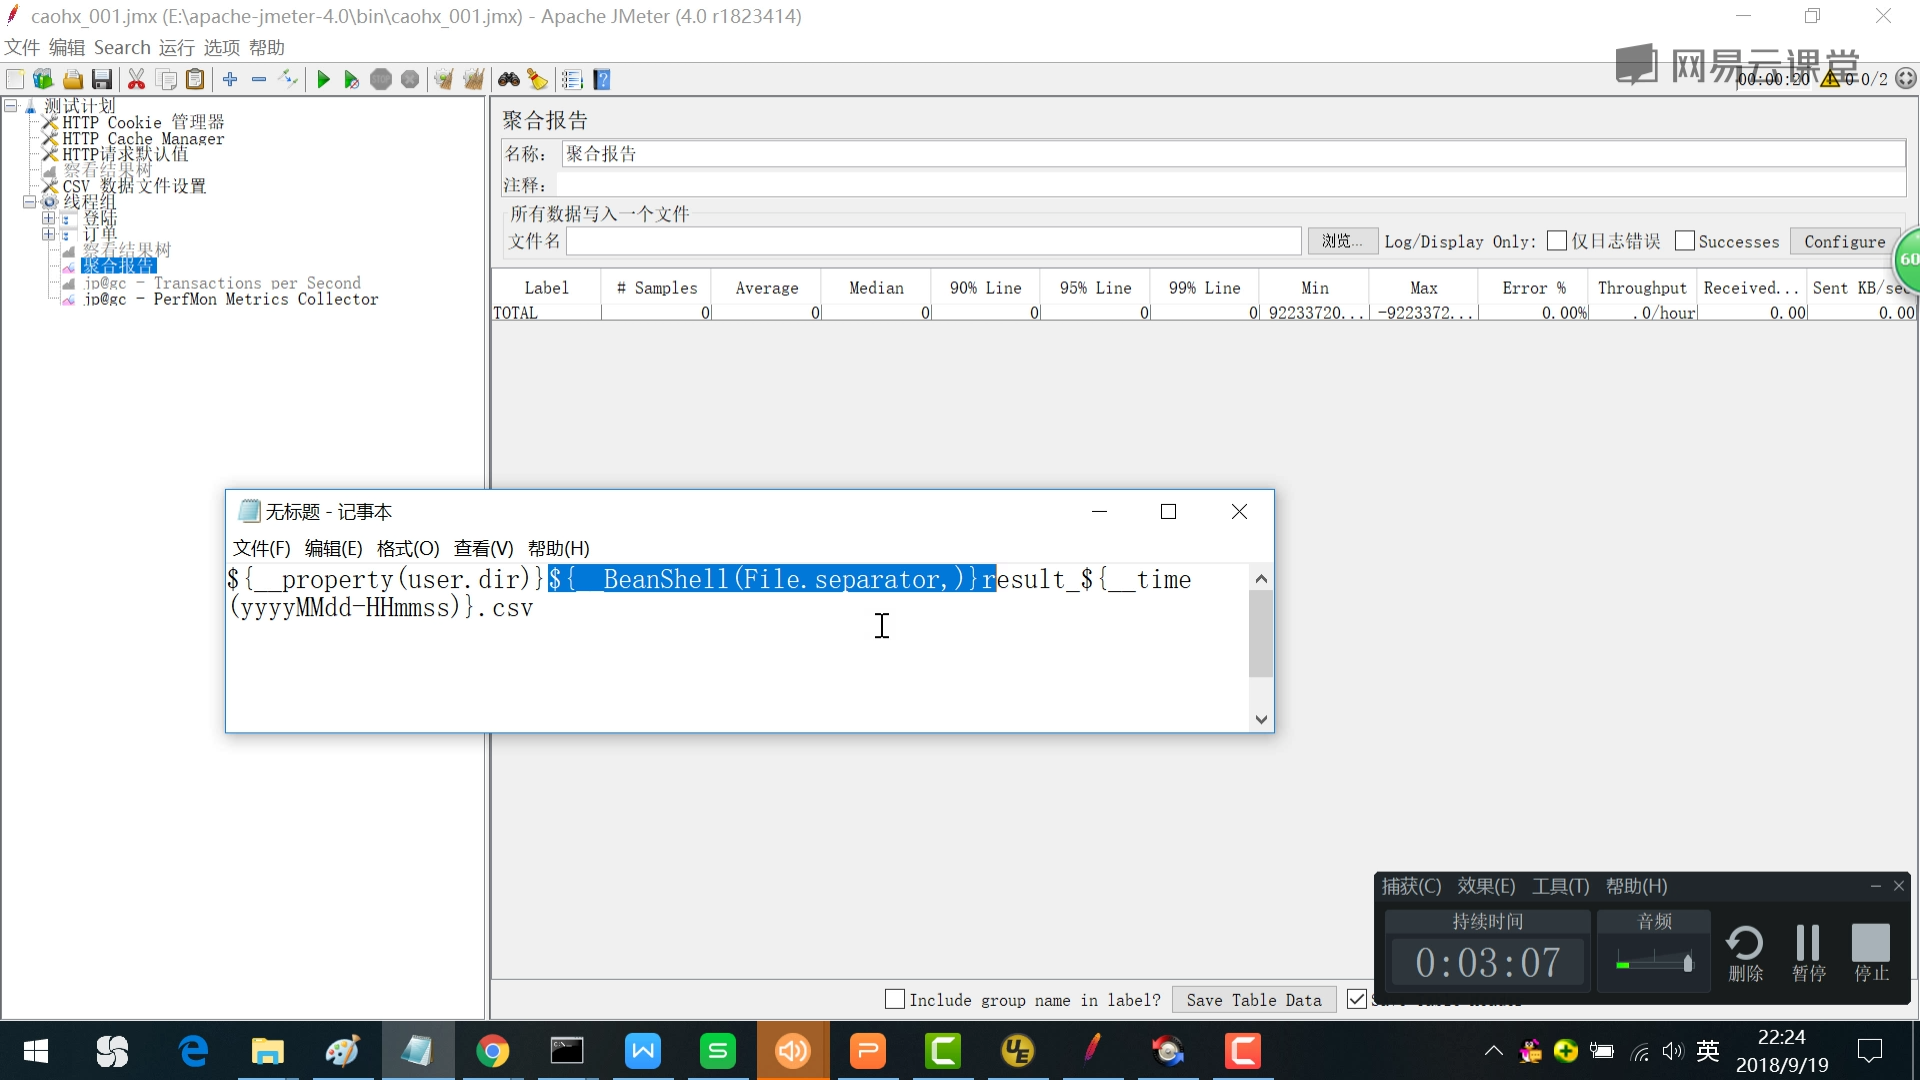 caohx_001.jmx (E:\apache-jmeter-4.0\bin\caohx_001.jmx) - Apache JMeter (4.0 r1823414)
文件 编辑 Search 运行 选项 帮助
网易云课堂
00:00:20 0 0/2
测试计划
HTTP Cookie 管理器
HTTP Cache Manager
HTTP请求默认值
察看结果树
CSV 数据文件设置
线程组
登陆
订单
察看结果树
聚合报告
jp@gc - Transactions per Second
jp@gc - PerfMon Metrics Collector
聚合报告
名称: 聚合报告
注释:
所有数据写入一个文件
文件名 浏览... Log/Display Only: 仅日志错误 Successes Configure
60
Label # Samples Average Median 90% Line 95% Line 99% Line Min Max Error % Throughput Received... Sent KB/sec
TOTAL 0 0 0 0 0 0 92233720... -9223372... 0.00% .0/hour 0.00 0.00
无标题 - 记事本
文件(F) 编辑(E) 格式(O) 查看(V) 帮助(H)
${__property(user.dir)}${__BeanShell(File.separator,)}result_${__time
(yyyyMMdd-HHmmss)}.csv
捕获(C) 效果(E) 工具(T) 帮助(H)
持续时间 音频
0:03:07
删除 暂停 停止
Include group name in label? Save Table Data
英
22:24
2018/9/19